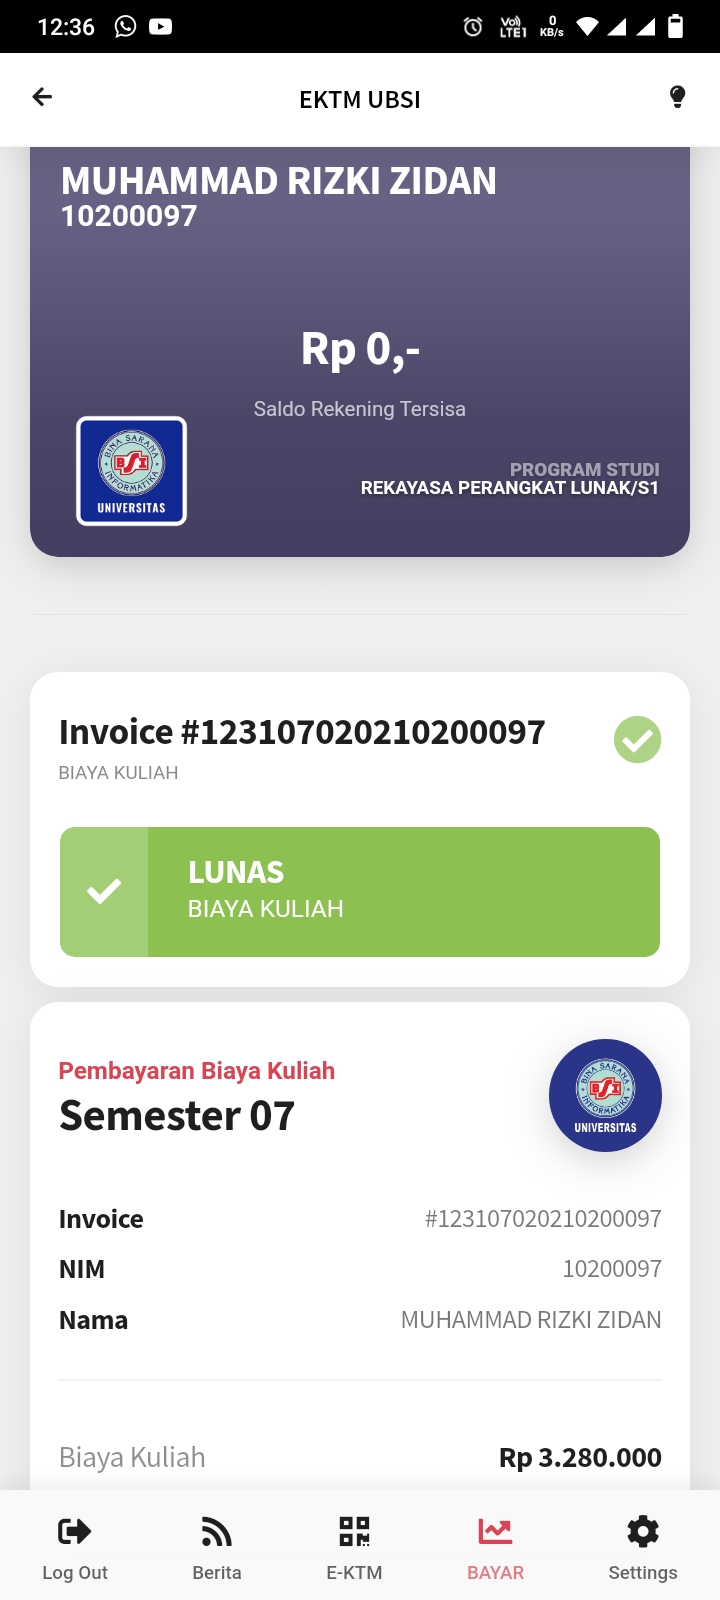 12:36
Vo) LTE1
0 KB/s
EKTM UBSI
MUHAMMAD RIZKI ZIDAN
10200097
Rp 0,-
Saldo Rekening Tersisa
BINA SARANA
BSI
INFORMATIKA
UNIVERSITAS
PROGRAM STUDI
REKAYASA PERANGKAT LUNAK/S1
Invoice #123107020210200097
BIAYA KULIAH
LUNAS
BIAYA KULIAH
Pembayaran Biaya Kuliah
Semester 07
BINA SARANA
BSI
INFORMATIKA
UNIVERSITAS
Invoice #123107020210200097
NIM 10200097
Nama MUHAMMAD RIZKI ZIDAN
Biaya Kuliah Rp 3.280.000
Log Out Berita E-KTM BAYAR Settings